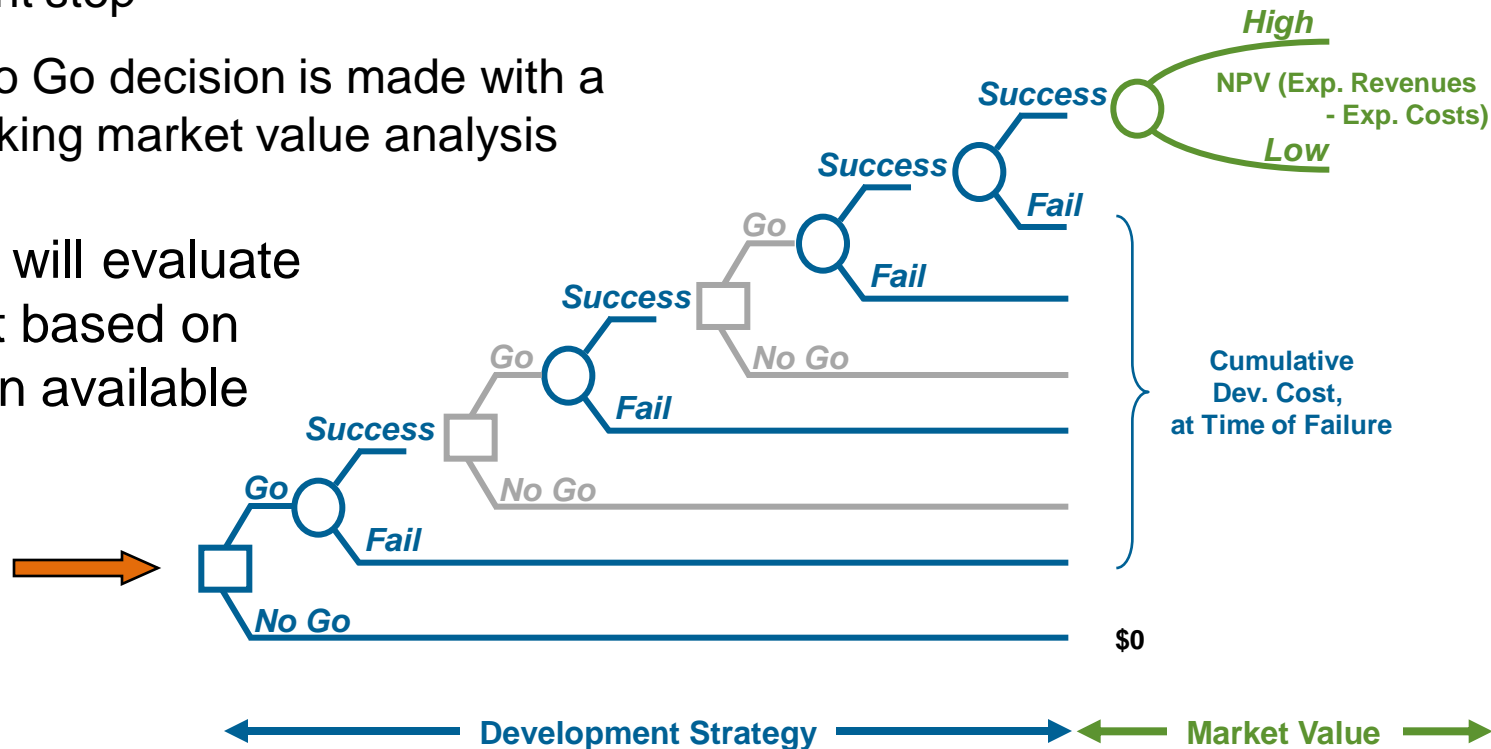 nt stop
o Go decision is made with a
king market value analysis
will evaluate
t based on
n available
High
NPV (Exp. Revenues
- Exp. Costs)
Low
Success
Fail
Success
Go
Fail
Success
No Go
Go
Fail
Success
No Go
Go
Fail
No Go
Cumulative
Dev. Cost,
at Time of Failure
$0
Development Strategy
Market Value